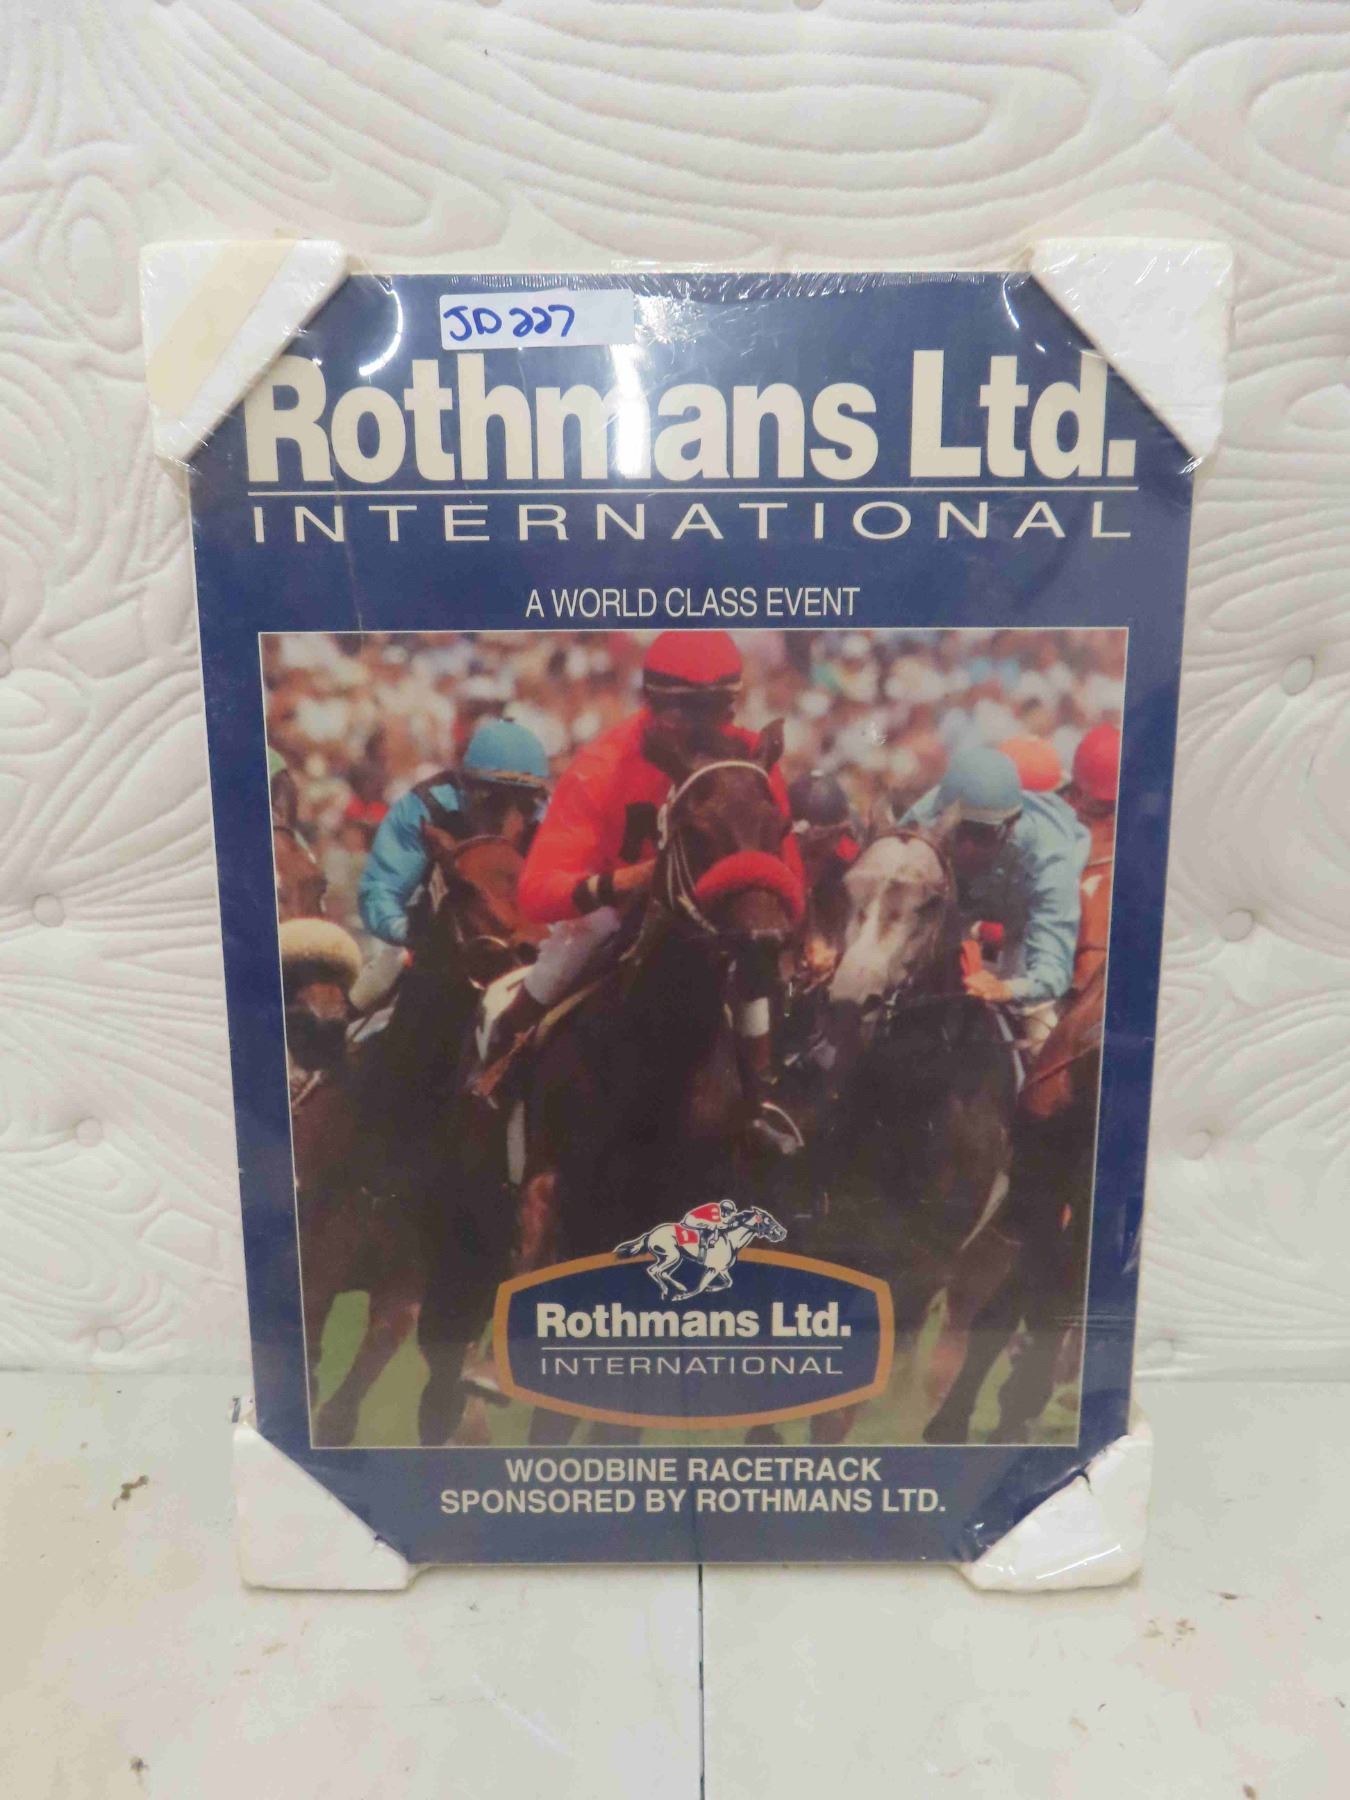 JD227
Rothmans Ltd.
INTERNATIONAL
A WORLD CLASS EVENT
Rothmans Ltd.
INTERNATIONAL
WOODBINE RACETRACK
SPONSORED BY ROTHMANS LTD.